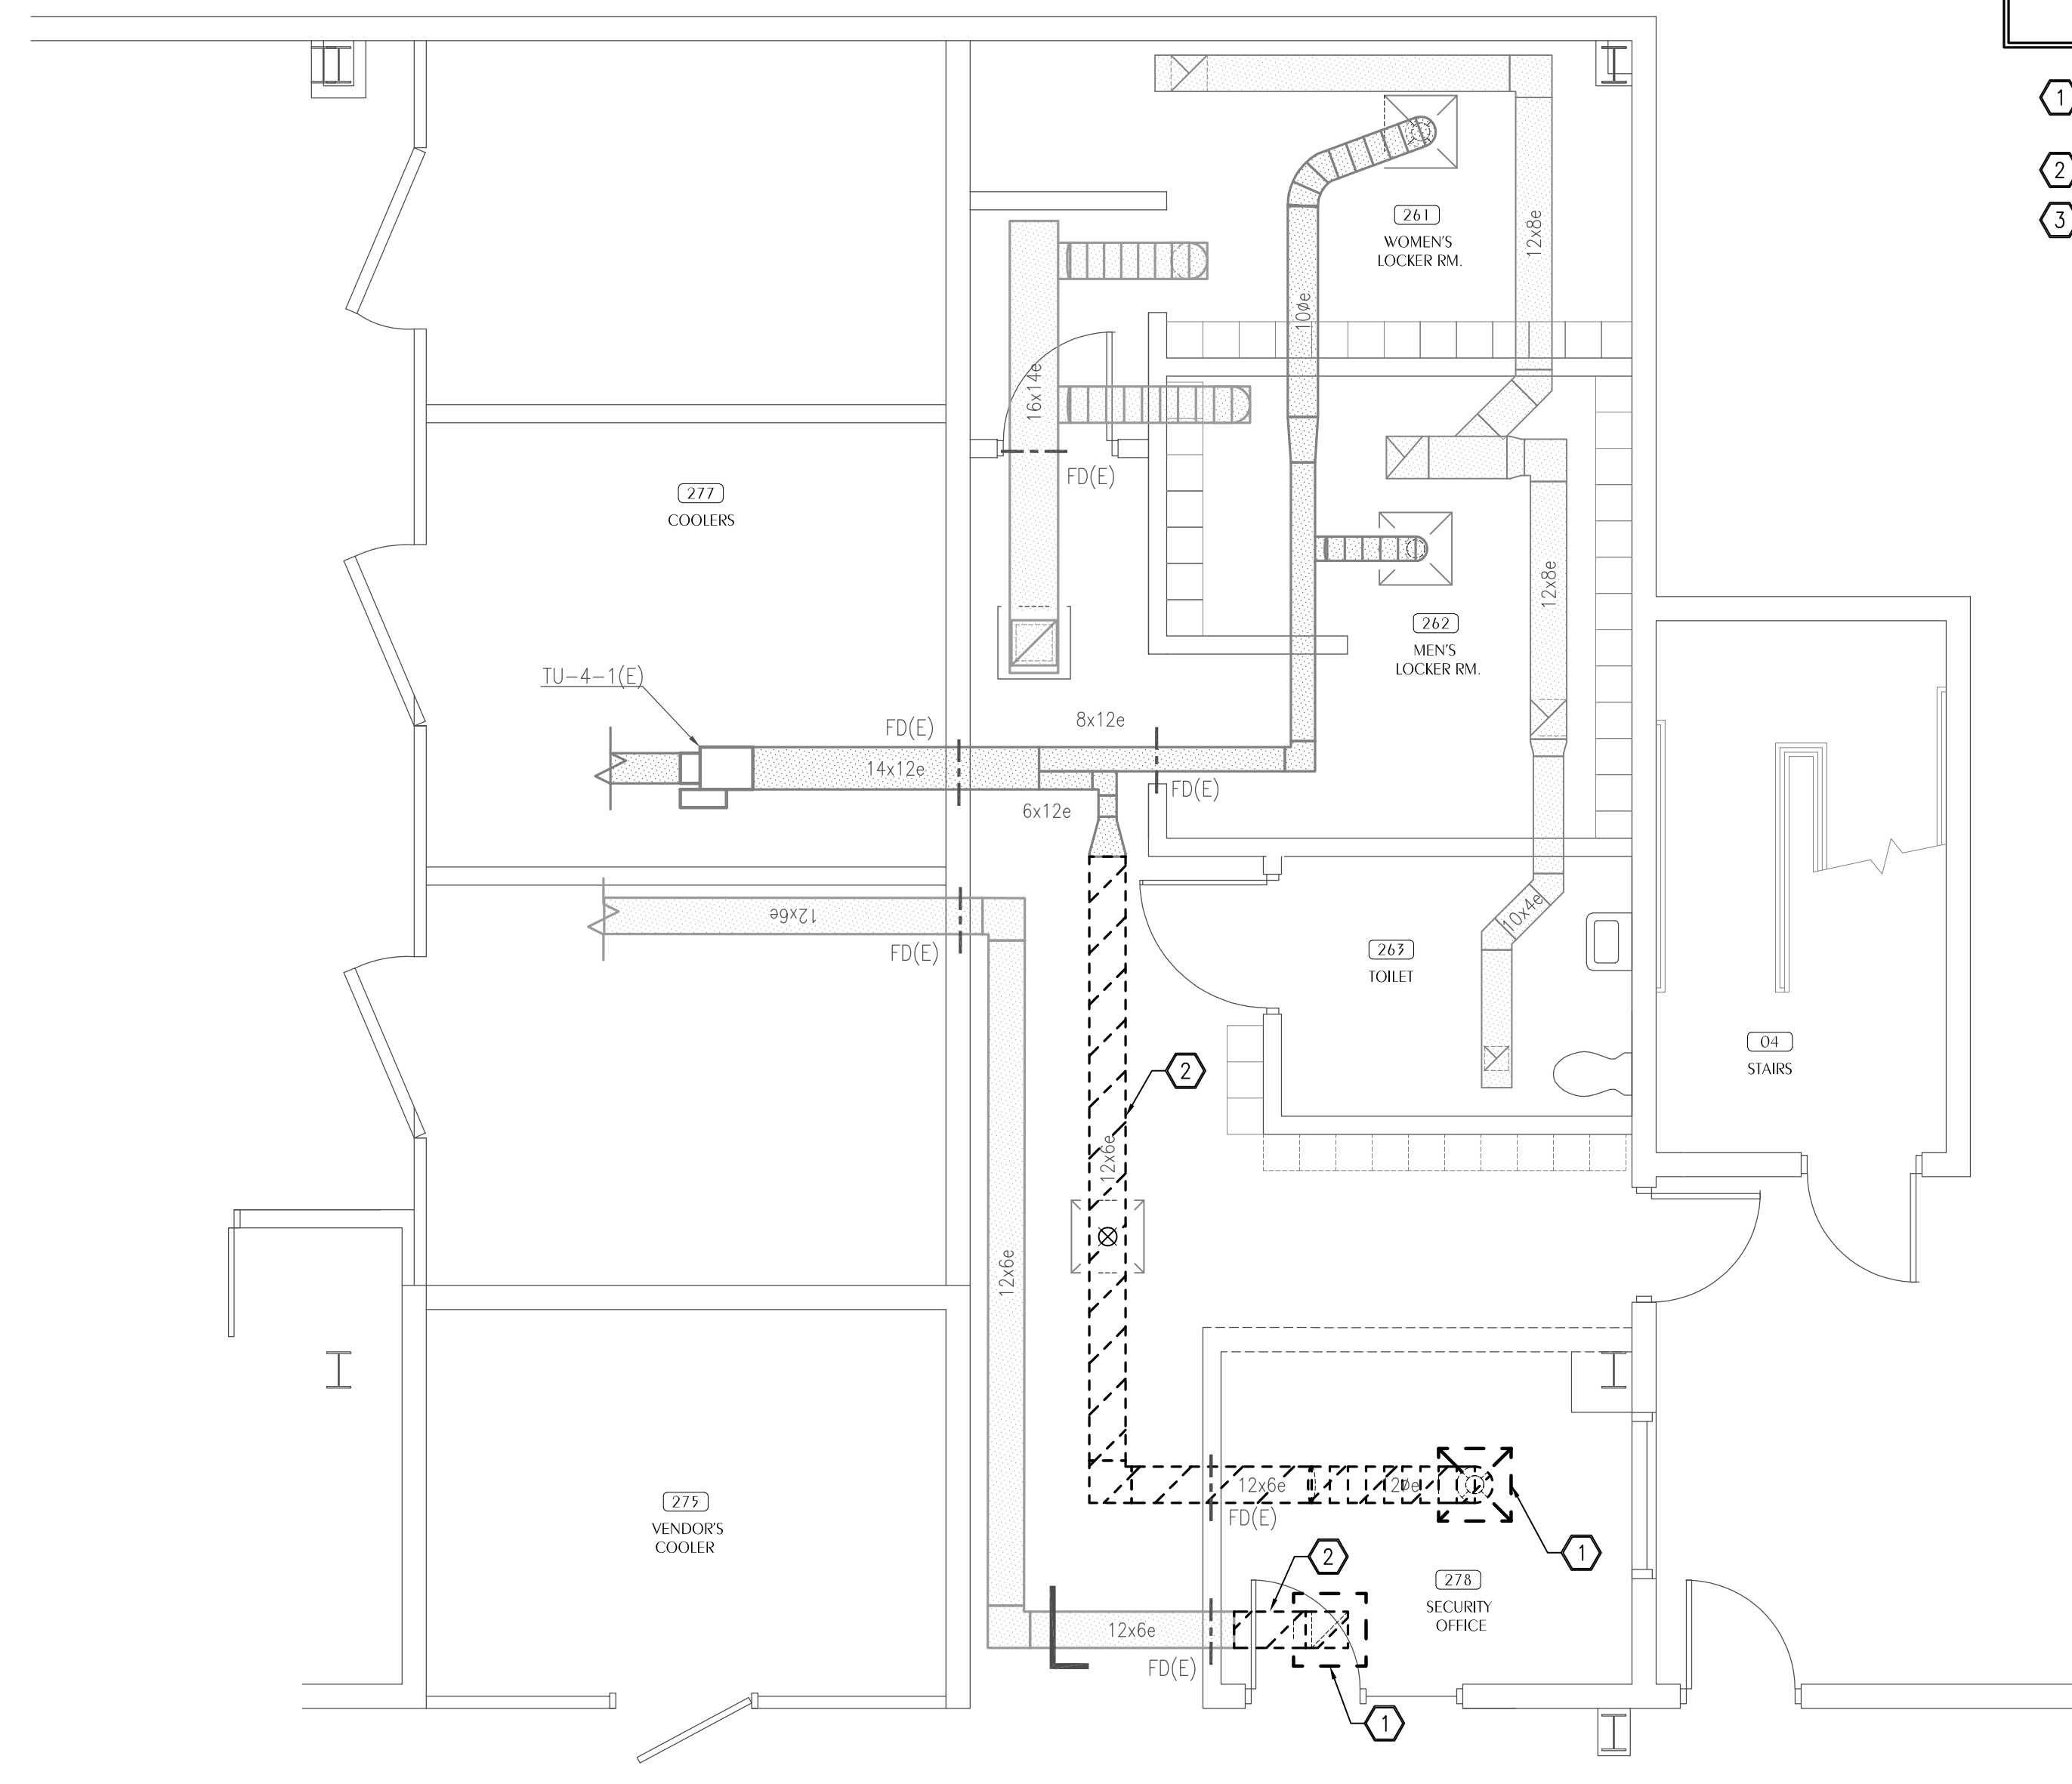 1
2
3
261
WOMEN'S
LOCKER RM.
12x8e
10øe
16x14e
FD(E)
277
COOLERS
12x8e
262
MEN'S
LOCKER RM.
TU-4-1(E)
FD(E)
8x12e
14x12e
FD(E)
6x12e
12x6e
FD(E)
10x4e
263
TOILET
04
STAIRS
2
12x6e
12x6e
275
VENDOR'S
COOLER
12x6e
12øe
FD(E)
2
1
278
SECURITY
OFFICE
12x6e
FD(E)
1